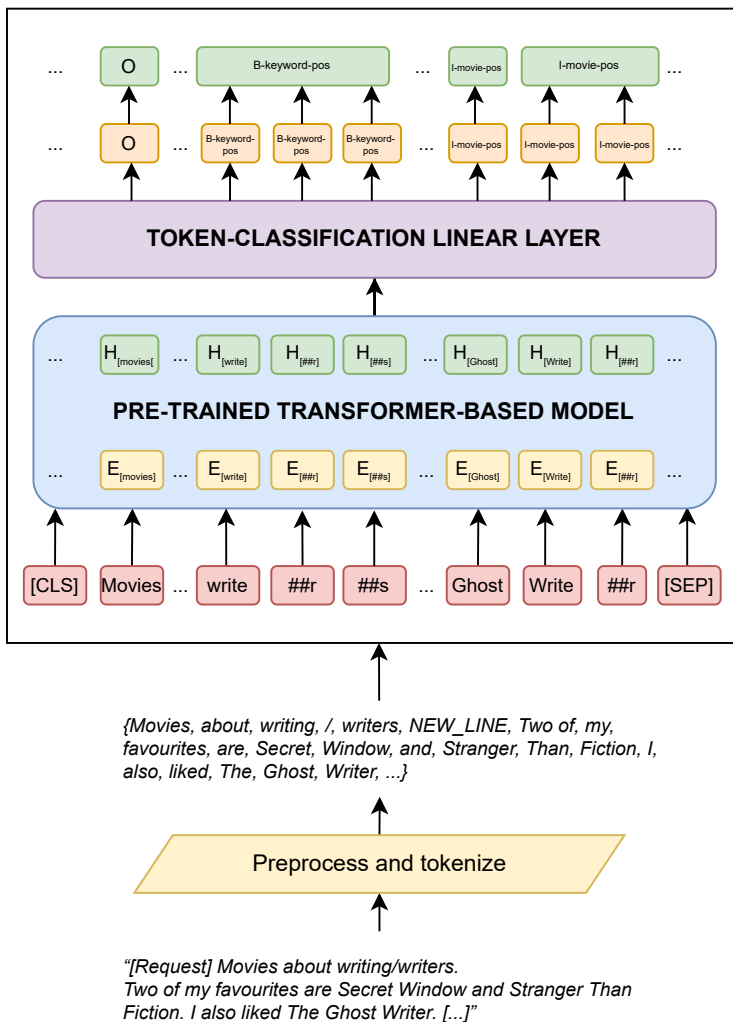 ... O ... B-keyword-pos ... I-movie-pos I-movie-pos ...
... O ... B-keyword-pos B-keyword-pos B-keyword-pos ... I-movie-pos I-movie-pos I-movie-pos ...
TOKEN-CLASSIFICATION LINEAR LAYER
... H[movies[ ... H[write] H[##r] H[##s] ... H[Ghost] H[Write] H[##r] ...
PRE-TRAINED TRANSFORMER-BASED MODEL
... E[movies] ... E[write] E[##r] E[##s] ... E[Ghost] E[Write] E[##r] ...
[CLS] Movies ... write ##r ##s ... Ghost Write ##r [SEP]
{Movies, about, writing, /, writers, NEW_LINE, Two of, my,
favourites, are, Secret, Window, and, Stranger, Than, Fiction, I,
also, liked, The, Ghost, Writer, ...}
Preprocess and tokenize
“[Request] Movies about writing/writers.
Two of my favourites are Secret Window and Stranger Than
Fiction. I also liked The Ghost Writer. [...]”